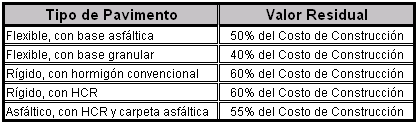 Tipo de Pavimento Valor Residual
Flexible, con base asfáltica 50% del Costo de Construcción
Flexible, con base granular 40% del Costo de Construcción
Rígido, con hormigón convencional 60% del Costo de Construcción
Rígido, con HCR 60% del Costo de Construcción
Asfáltico, con HCR y carpeta asfáltica 55% del Costo de Construcción